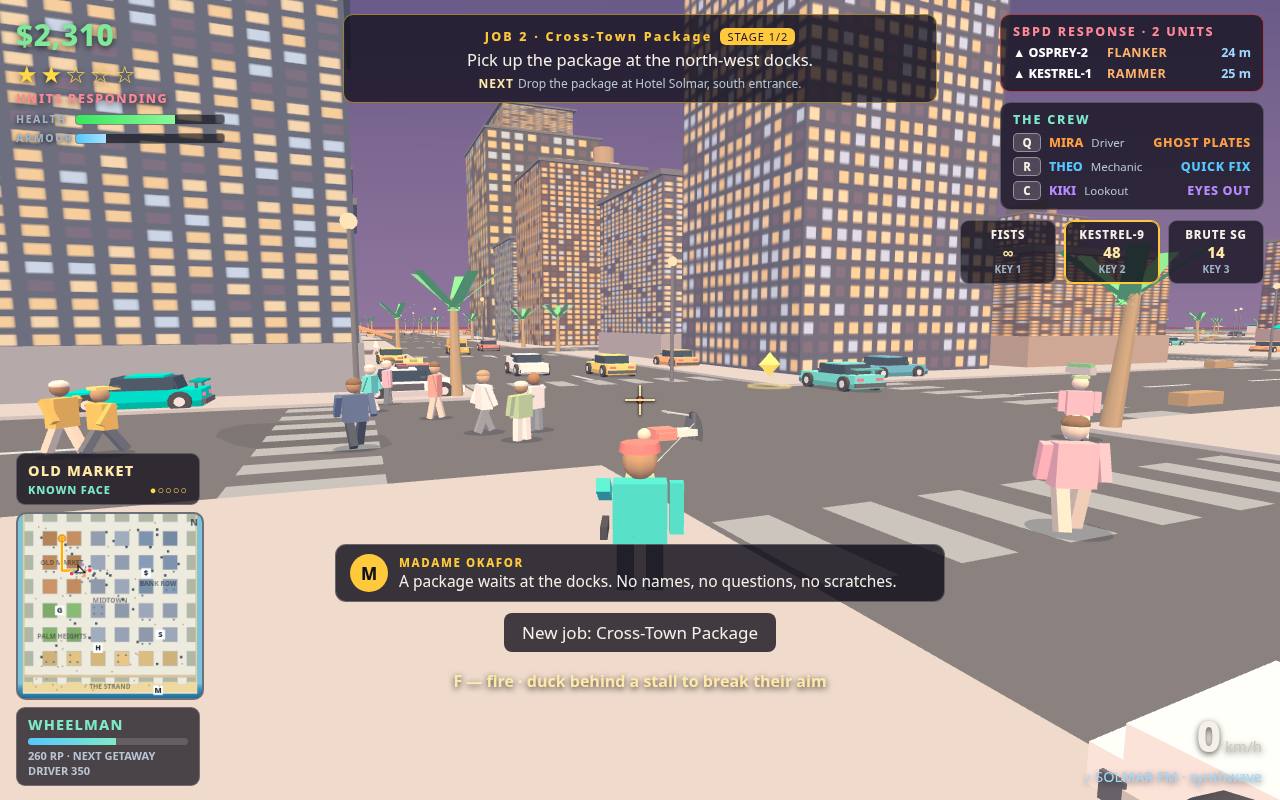 $2,310
★★☆☆☆
UNITS RESPONDING
HEALTH
ARMOUR
JOB 2 · Cross-Town Package STAGE 1/2
Pick up the package at the north-west docks.
NEXT Drop the package at Hotel Solmar, south entrance.
SBPD RESPONSE · 2 UNITS
▲ OSPREY-2 FLANKER 24 m
▲ KESTREL-1 RAMMER 25 m
THE CREW
Q MIRA Driver GHOST PLATES
R THEO Mechanic QUICK FIX
C KIKI Lookout EYES OUT
FISTS
∞
KEY 1
KESTREL-9
48
KEY 2
BRUTE SG
14
KEY 3
OLD MARKET
KNOWN FACE ●○○○○
N
OLD MARKET
$
BANK ROW
MIDTOWN
G
PALM HEIGHTS
S
H
THE STRAND
M
WHEELMAN
260 RP · NEXT GETAWAY
DRIVER 350
M
MADAME OKAFOR
A package waits at the docks. No names, no questions, no scratches.
New job: Cross-Town Package
F — fire · duck behind a stall to break their aim
0 km/h
♪ SOLMAR FM · synthwave